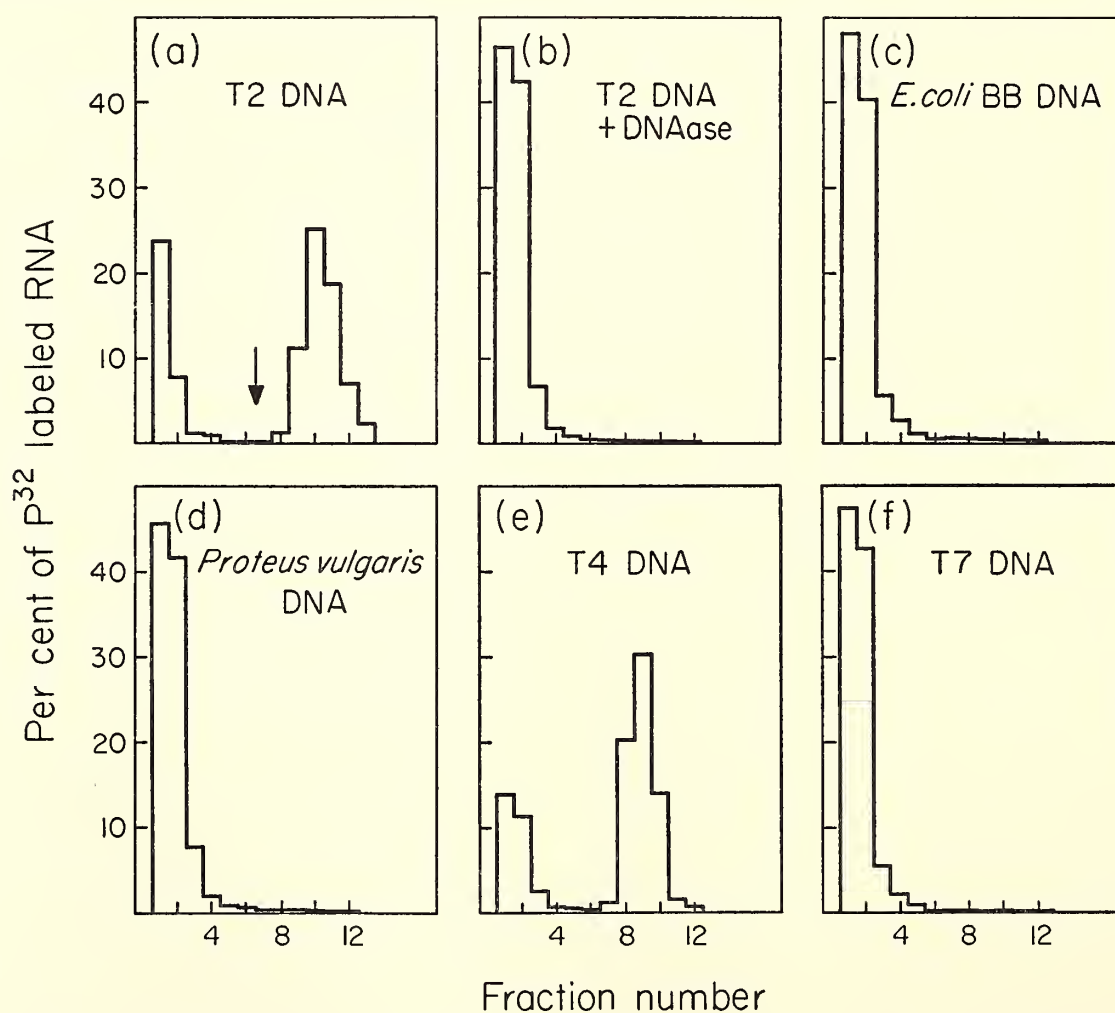 Per cent of P³² labeled RNA
(a)
T2 DNA
40
30
20
10
(b)
T2 DNA
+ DNAase
(c)
E.coli BB DNA
(d)
Proteus vulgaris
DNA
40
30
20
10
4 8 12
(e)
T4 DNA
4 8 12
(f)
T7 DNA
4 8 12
Fraction number